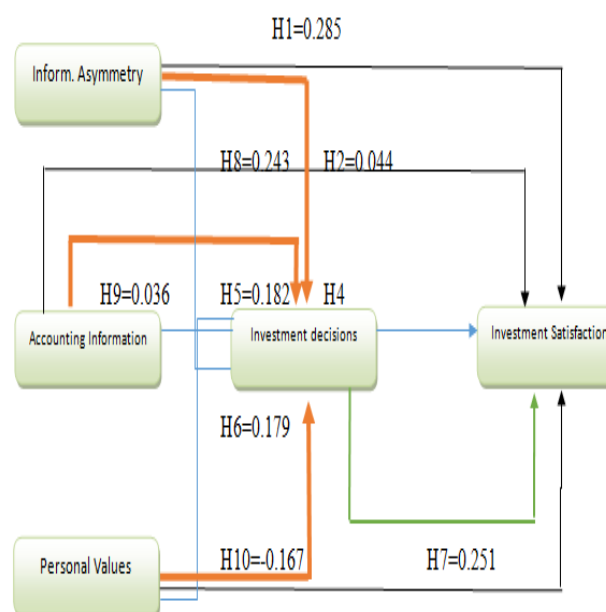 H1=0.285
Inform. Asymmetry
H8=0.243 H2=0.044
H9=0.036 H5=0.182 H4
Accounting Information Investment decisions Investment Satisfaction
H6=0.179
Personal Values H10=-0.167 H7=0.251